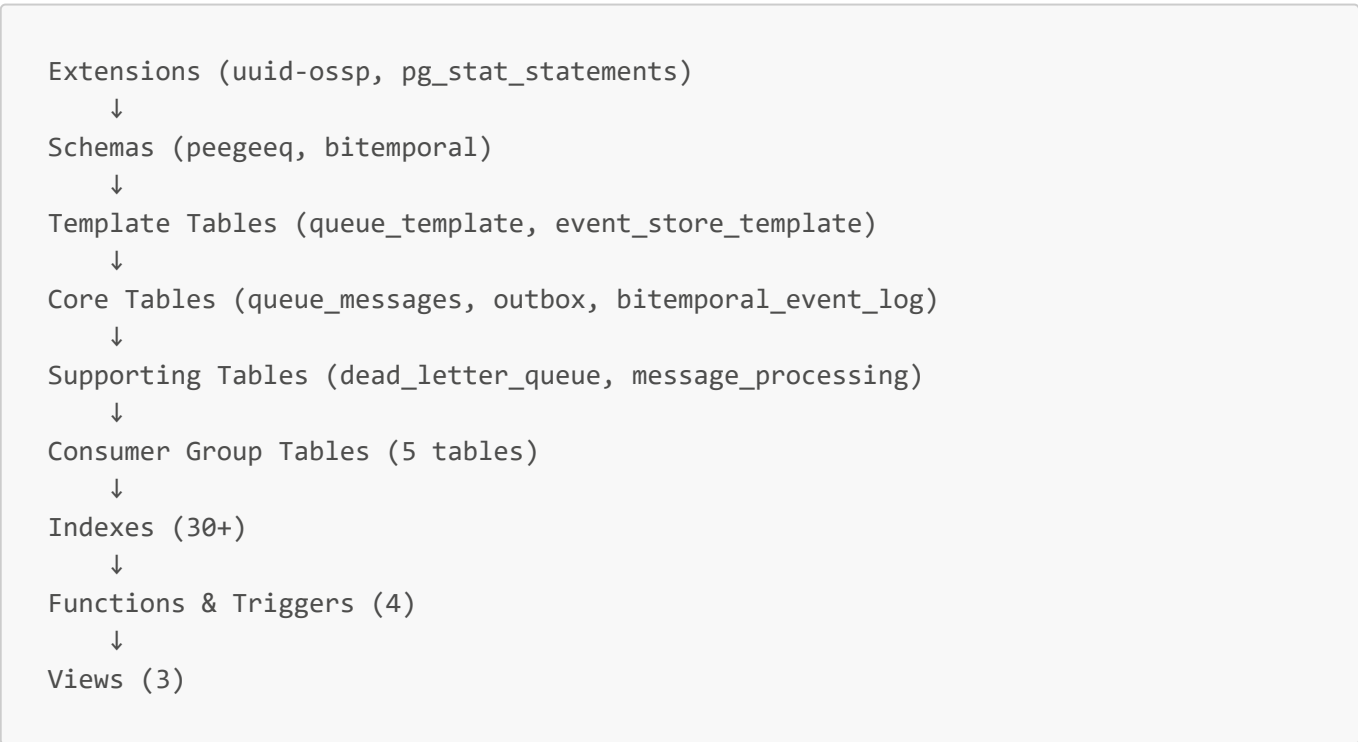 Extensions (uuid-ossp, pg_stat_statements)
↓
Schemas (peegeeq, bitemporal)
↓
Template Tables (queue_template, event_store_template)
↓
Core Tables (queue_messages, outbox, bitemporal_event_log)
↓
Supporting Tables (dead_letter_queue, message_processing)
↓
Consumer Group Tables (5 tables)
↓
Indexes (30+)
↓
Functions & Triggers (4)
↓
Views (3)